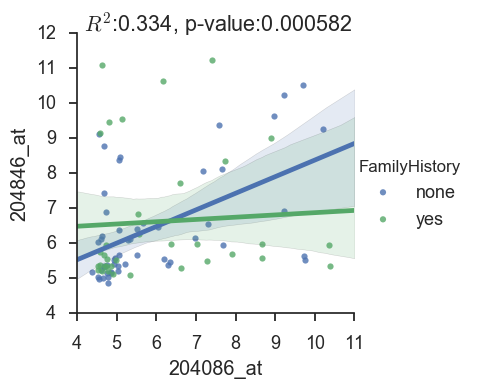 R²:0.334, p-value:0.000582
12
11
10
9
8
7
6
5
4
204846_at
4 5 6 7 8 9 10 11
204086_at
FamilyHistory
none
yes